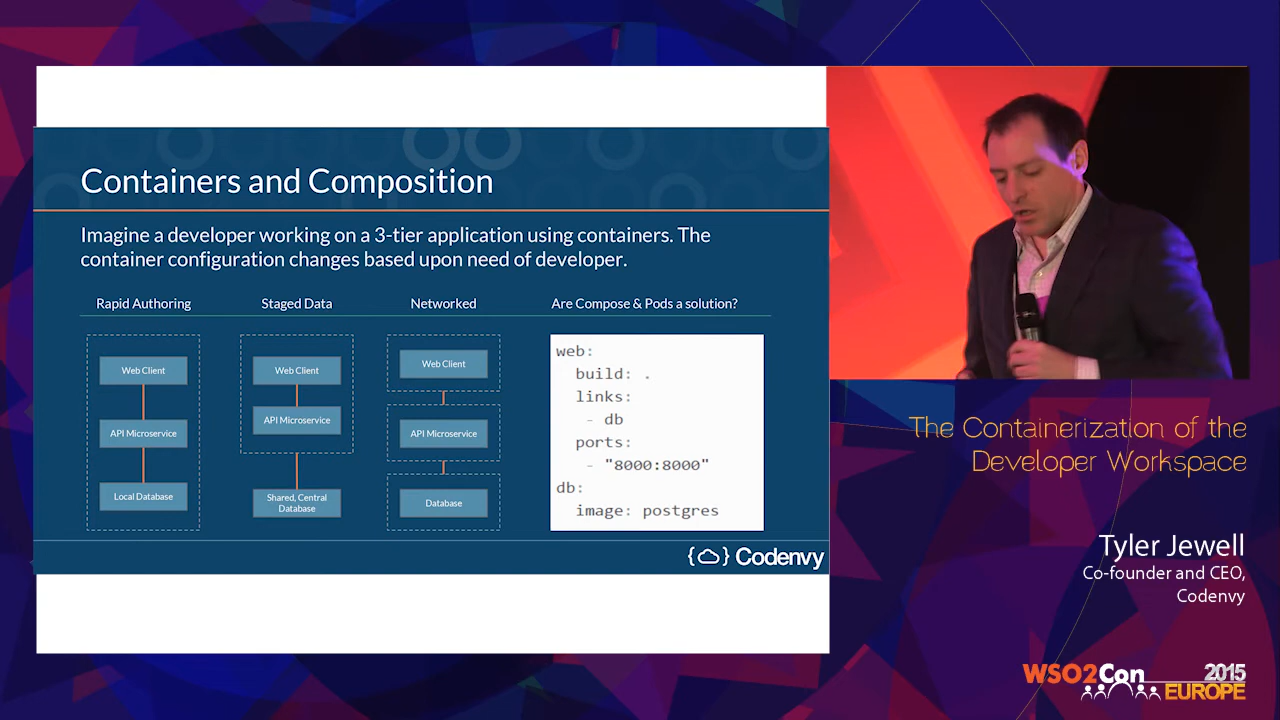 Containers and Composition
Imagine a developer working on a 3-tier application using containers. The
container configuration changes based upon need of developer.
Rapid Authoring
Web Client
API Microservice
Local Database
Staged Data
Web Client
API Microservice
Shared, Central
Database
Networked
Web Client
API Microservice
Database
Are Compose & Pods a solution?
web:
build: .
links:
- db
ports:
- "8000:8000"
db:
image: postgres
{ } Codenvy
The Containerization of the
Developer Workspace
Tyler Jewell
Co-founder and CEO,
Codenvy
WSO2Con 2015
EUROPE